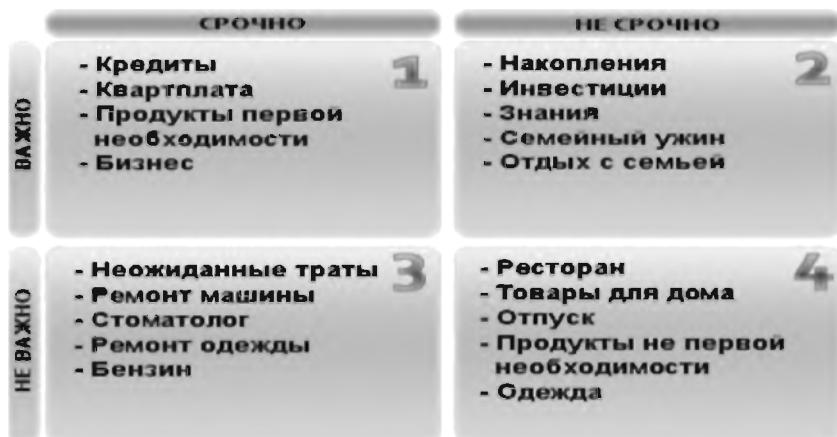 СРОЧНО
НЕ СРОЧНО
ВАЖНО
- Кредиты
- Квартплата
- Продукты первой
необходимости
- Бизнес
1
- Накопления
- Инвестиции
- Знания
- Семейный ужин
- Отдых с семьей
2
НЕ ВАЖНО
- Неожиданные траты
- Ремонт машины
- Стоматолог
- Ремонт одежды
- Бензин
3
- Ресторан
- Товары для дома
- Отпуск
- Продукты не первой
необходимости
- Одежда
4